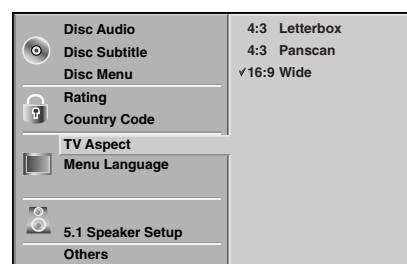 Disc Audio
Disc Subtitle
Disc Menu
Rating
Country Code
TV Aspect
Menu Language
5.1 Speaker Setup
Others
4:3 Letterbox
4:3 Panscan
✓16:9 Wide